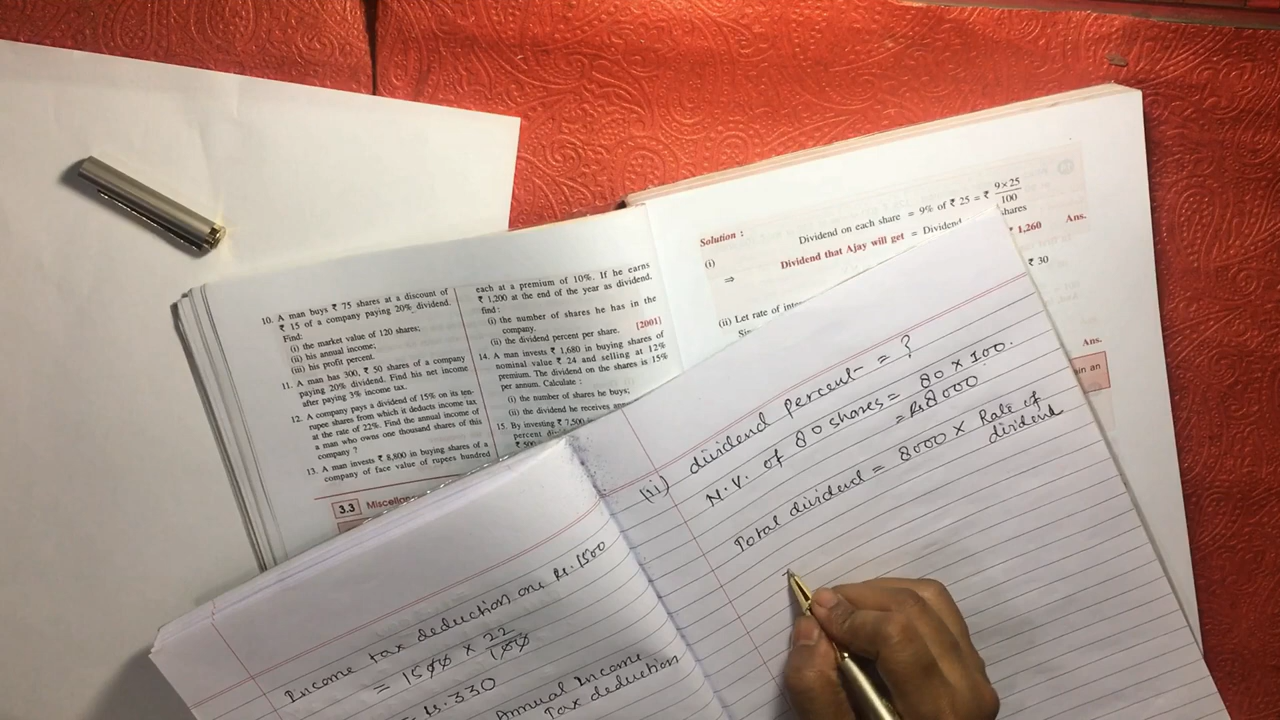 10. A man buys ₹ 75 shares at a discount of
₹ 15 of a company paying 20% dividend.
Find:
(i) the market value of 120 shares;
(ii) his annual income;
(iii) his profit percent.
11. A man has 300, ₹ 50 shares of a company
paying 20% dividend. Find his net income
after paying 3% income tax.
12. A company pays a dividend of 15% on its ten-
rupee shares from which it deducts income tax
at the rate of 22%. Find the annual income of
a man who owns one thousand shares of this
company ?
13. A man invests ₹ 8,800 in buying shares of a
company of face value of rupees hundred
each at a premium of 10%. If he earns
₹ 1,200 at the end of the year as dividend,
find :
(i) the number of shares he has in the
company.
(ii) the dividend percent per share. [2001]
14. A man invests ₹ 1,680 in buying shares of
nominal value ₹ 24 and selling at 12%
premium. The dividend on the shares is 15%
per annum. Calculate :
(i) the number of shares he buys;
(ii) the dividend he receives
15. By investing ₹ 7,500
percent
₹ 500
3.3
Solution :
Dividend on each share = 9% of ₹ 25 = ₹ 9×25/100
(i)
⇒ Dividend that Ajay will get = Dividend shares
₹ 1,260 Ans.
₹ 30
(ii) Let rate of
Ans.
in an
Income tax deduction on Rs. 1500
= 1500 × 22/100
= Rs. 330
Annual Income
Tax deduction
(ii) dividend percent = ?
N.V. of 80 shares = 80 × 100.
= Rs 8000
Total dividend = 8000 × Rate of
dividend